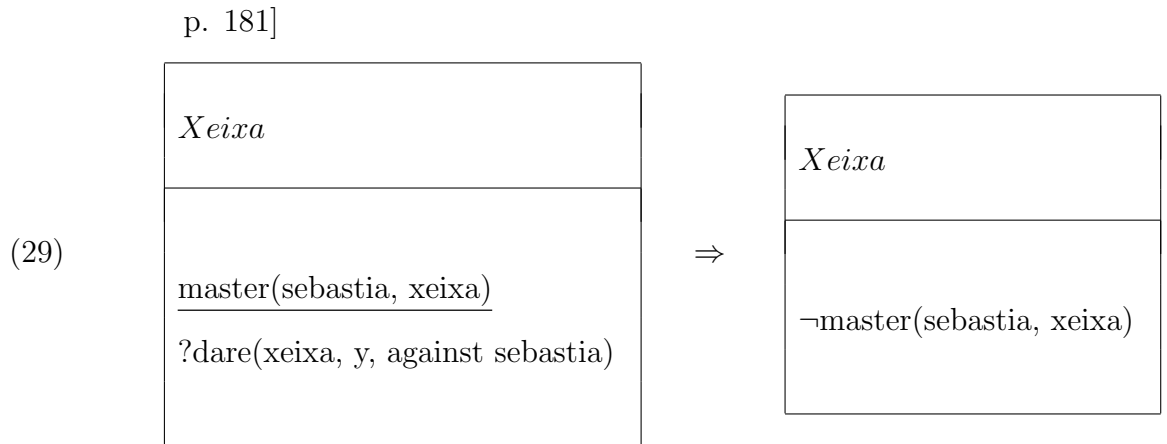 p. 181]
Xeixa
Xeixa
(29)
master(sebastia, xeixa)
⇒
¬master(sebastia, xeixa)
?dare(xeixa, y, against sebastia)